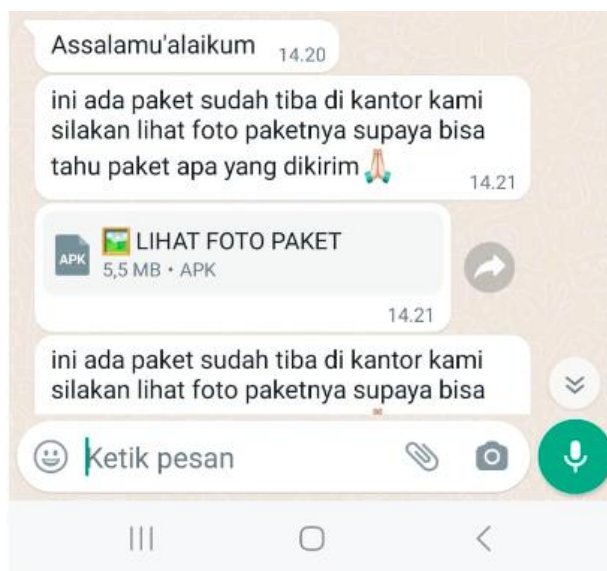 Assalamu'alaikum 14.20
ini ada paket sudah tiba di kantor kami
silakan lihat foto paketnya supaya bisa
tahu paket apa yang dikirim🙏🏻 14.21
APK 🖼️ LIHAT FOTO PAKET
5,5 MB • APK
14.21
ini ada paket sudah tiba di kantor kami
silakan lihat foto paketnya supaya bisa
Ketik pesan